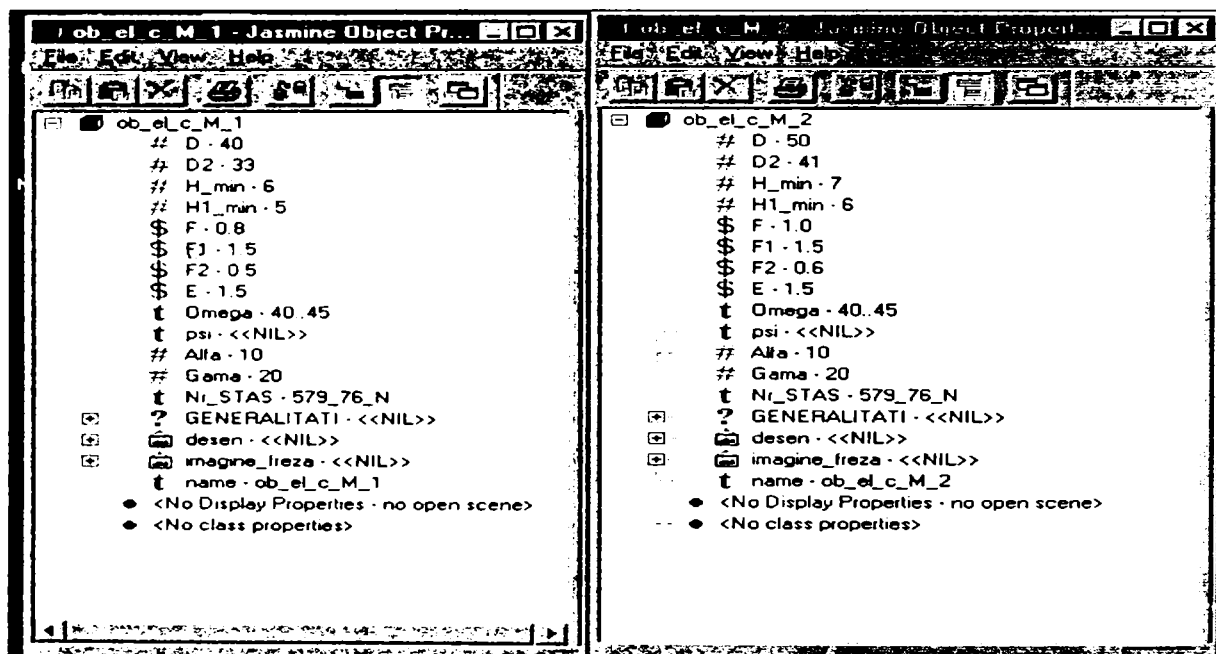 ob_el_c_M_1 - Jasmine Object Pr...
File Edit View Help
ob_el_c_M_1
# D - 40
# D2 - 33
# H_min - 6
# H1_min - 5
$ F - 0.8
$ F1 - 1.5
$ F2 - 0.5
$ E - 1.5
t Omega - 40..45
t psi - <<NIL>>
# Alfa - 10
# Gama - 20
t Nr_STAS - 579_76_N
? GENERALITATI - <<NIL>>
desen - <<NIL>>
imagine_freza - <<NIL>>
t name - ob_el_c_M_1
<No Display Properties - no open scene>
<No class properties>
ob_el_c_M_2 - Jasmine Object Propert...
File Edit View Help
ob_el_c_M_2
# D - 50
# D2 - 41
# H_min - 7
# H1_min - 6
$ F - 1.0
$ F1 - 1.5
$ F2 - 0.6
$ E - 1.5
t Omega - 40..45
t psi - <<NIL>>
# Alfa - 10
# Gama - 20
t Nr_STAS - 579_76_N
? GENERALITATI - <<NIL>>
desen - <<NIL>>
imagine_freza - <<NIL>>
t name - ob_el_c_M_2
<No Display Properties - no open scene>
<No class properties>